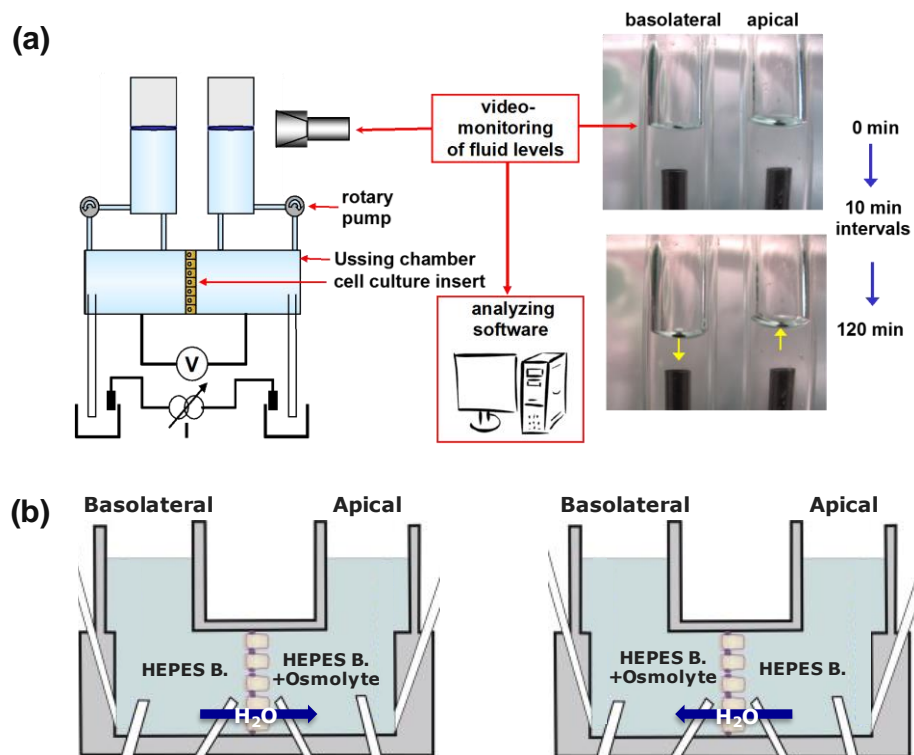 (a)
basolateral apical
video-
monitoring
of fluid levels
0 min
10 min
intervals
120 min
rotary
pump
Ussing chamber
cell culture insert
analyzing
software
V
I
(b)
Basolateral Apical
HEPES B.
HEPES B.
+Osmolyte
H₂O
Basolateral Apical
HEPES B.
+Osmolyte
HEPES B.
H₂O